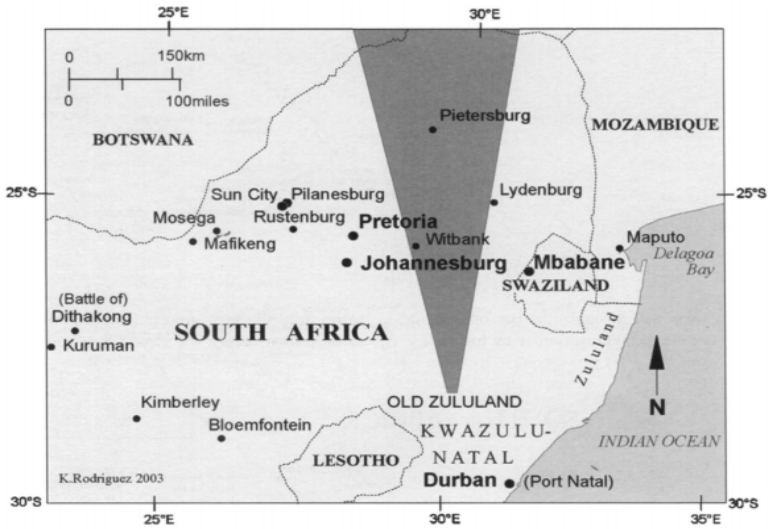 25°E
30°E
0 150km
0 100miles
BOTSWANA
Pietersburg
MOZAMBIQUE
25°S
25°S
Sun City
Pilanesburg
Lydenburg
Mosega
Rustenburg
Pretoria
Mafikeng
Witbank
Maputo
Johannesburg
Mbabane
Delagoa
Bay
SWAZILAND
(Battle of)
Dithakong
Kuruman
SOUTH AFRICA
Zululand
N
Kimberley
OLD ZULULAND
Bloemfontein
KWAZULU-
NATAL
INDIAN OCEAN
LESOTHO
K.Rodriguez 2003
Durban
(Port Natal)
30°S
30°S
25°E
30°E
35°E